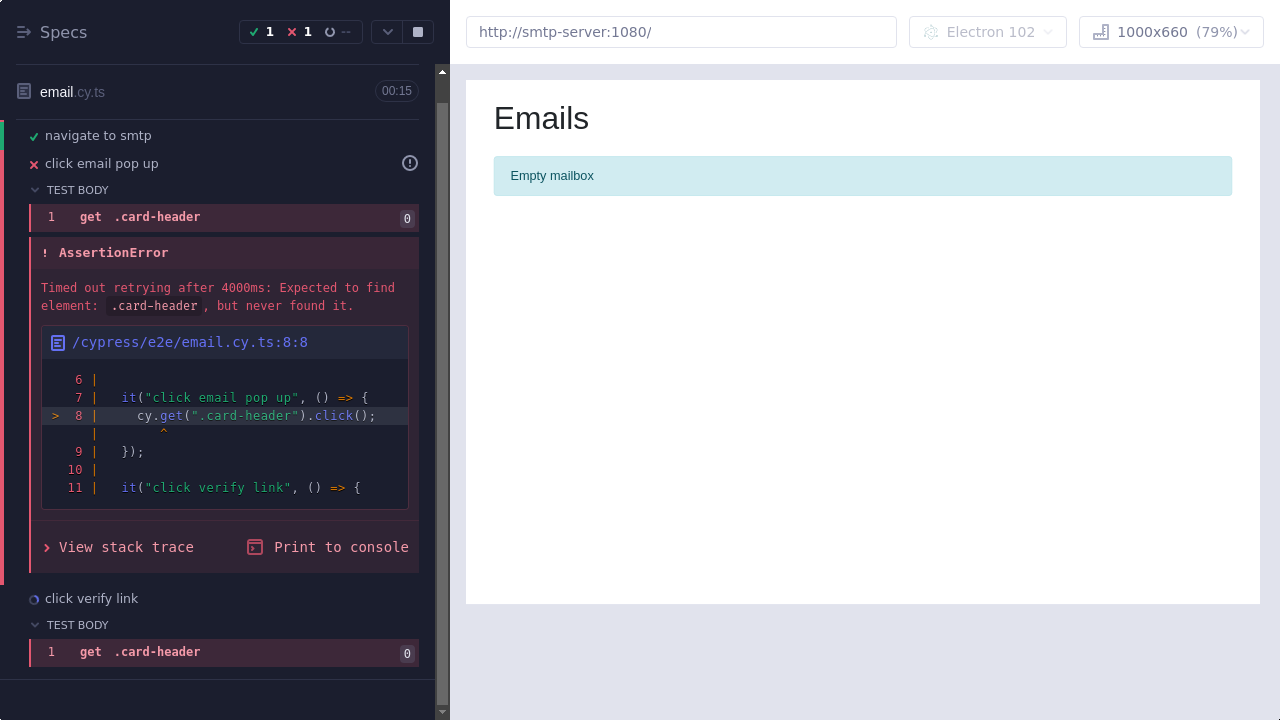 Specs
1 1 --
email.cy.ts
00:15
navigate to smtp
click email pop up
TEST BODY
1 get .card-header 0
! AssertionError
Timed out retrying after 4000ms: Expected to find
element: .card-header, but never found it.
/cypress/e2e/email.cy.ts:8:8
6 |
7 | it("click email pop up", () => {
> 8 | cy.get(".card-header").click();
| ^
9 | });
10 |
11 | it("click verify link", () => {
View stack trace
Print to console
click verify link
TEST BODY
1 get .card-header 0
http://smtp-server:1080/
Electron 102
1000x660 (79%)
Emails
Empty mailbox